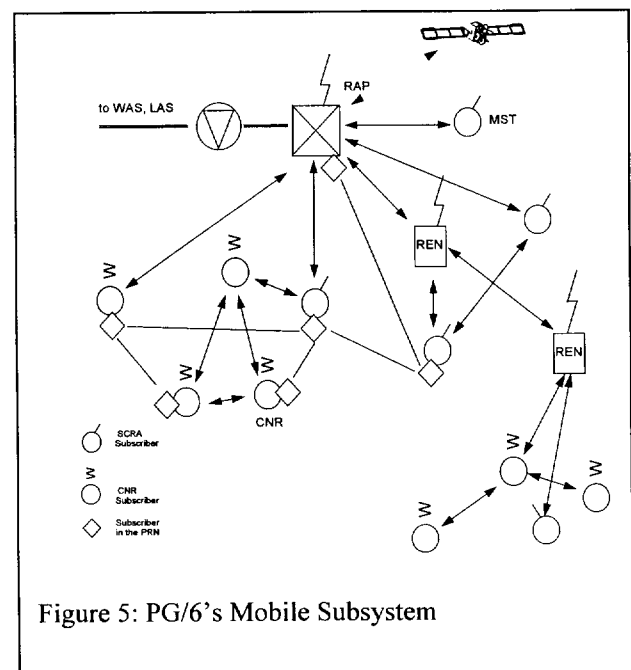 RAP
to WAS, LAS
MST
REN
W
W
REN
W
W
CNR
SCRA
Subscriber
W
CNR
Subscriber
W
W
W
Subscriber
in the PRN
Figure 5: PG/6's Mobile Subsystem